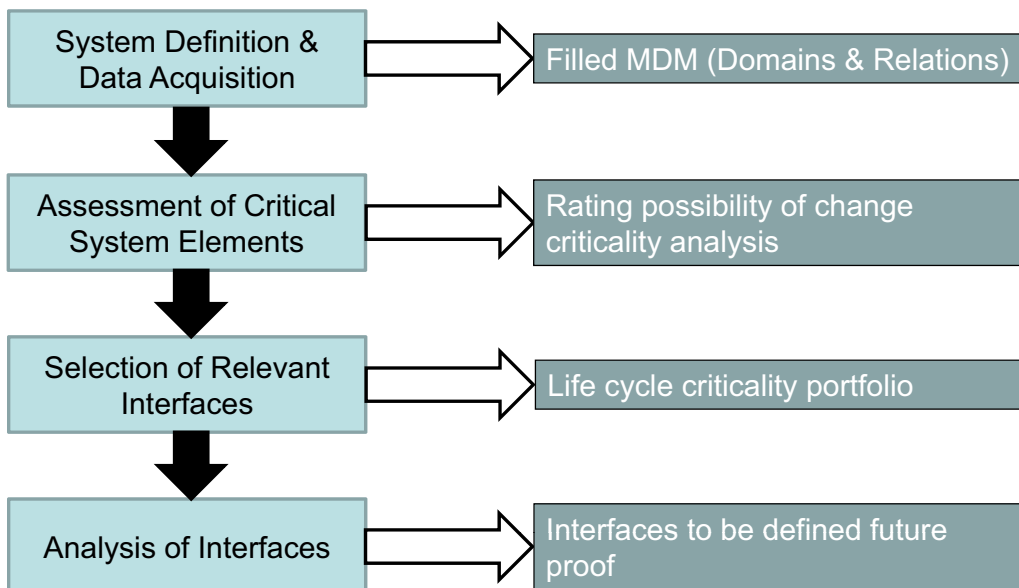 System Definition &
Data Acquisition
Filled MDM (Domains & Relations)
Assessment of Critical
System Elements
Rating possibility of change
criticality analysis
Selection of Relevant
Interfaces
Life cycle criticality portfolio
Analysis of Interfaces
Interfaces to be defined future
proof